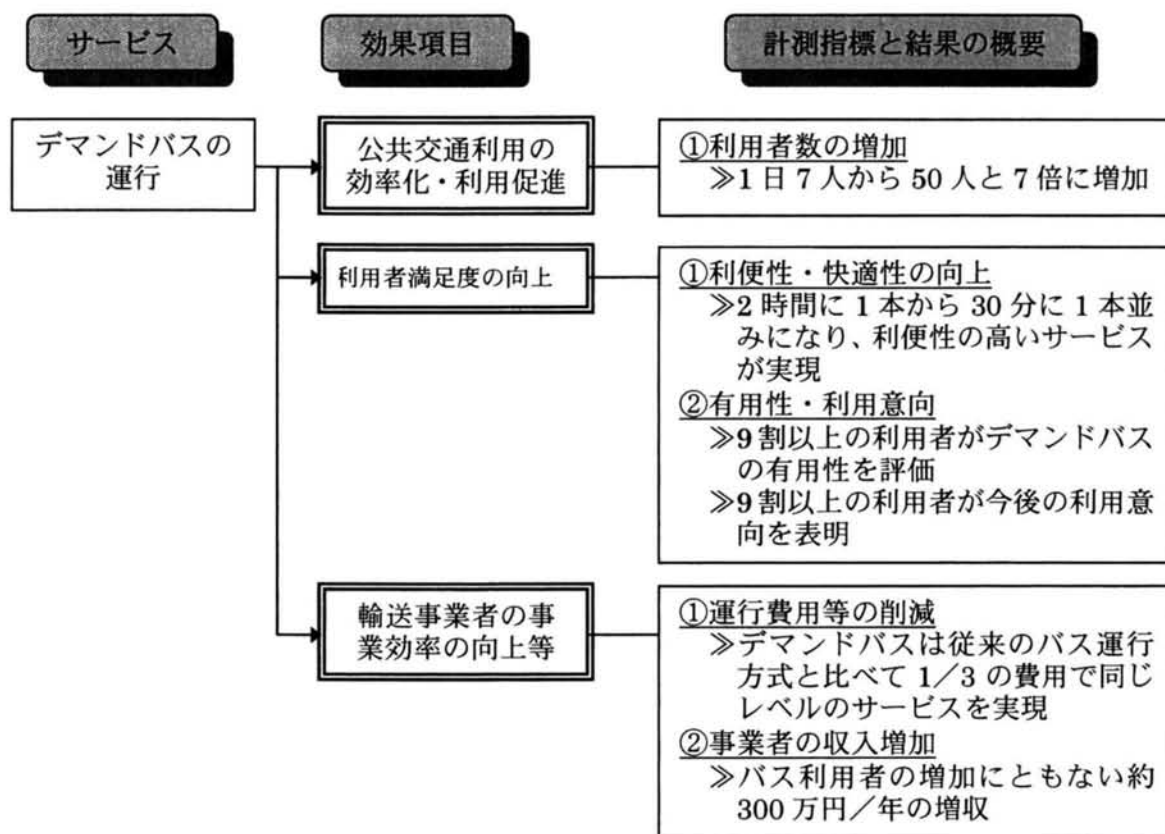 サービス
効果項目
計測指標と結果の概要
デマンドバスの
運行
公共交通利用の
効率化・利用促進
①利用者数の増加
≫1日7人から50人と7倍に増加
利用者満足度の向上
①利便性・快適性の向上
≫2時間に1本から30分に1本並
みになり、利便性の高いサービス
が実現
②有用性・利用意向
≫9割以上の利用者がデマンドバス
の有用性を評価
≫9割以上の利用者が今後の利用意
向を表明
輸送事業者の事
業効率の向上等
①運行費用等の削減
≫デマンドバスは従来のバス運行
方式と比べて1／3の費用で同じ
レベルのサービスを実現
②事業者の収入増加
≫バス利用者の増加にともない約
300万円／年の増収